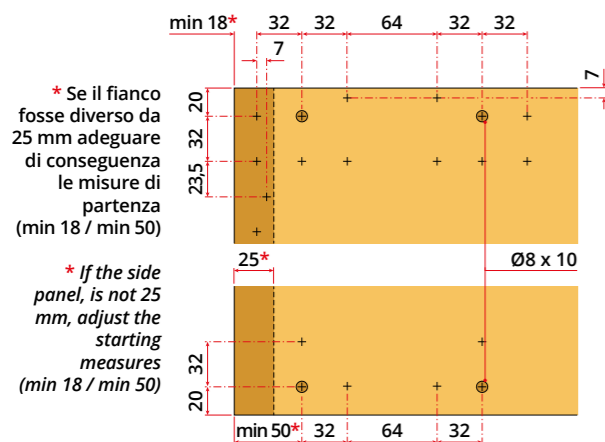 min 18* 32 32 64 32 32
7
7
* Se il fianco
fosse diverso da
25 mm adeguare
di conseguenza
le misure di
partenza
(min 18 / min 50)
20
32
23,5
25*
Ø8 x 10
* If the side
panel, is not 25
mm, adjust the
starting
measures
(min 18 / min 50)
32
20
min 50* 32 64 32